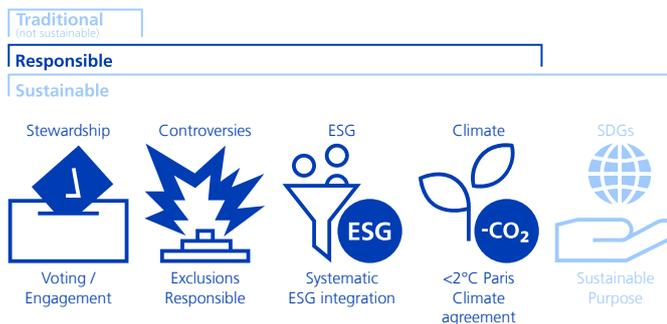 Traditional
(not sustainable)
Responsible
Sustainable
Stewardship
Controversies
ESG
Climate
SDGs
ESG
-CO₂
Voting /
Engagement
Exclusions
Responsible
Systematic
ESG integration
<2°C Paris
Climate
agreement
Sustainable
Purpose